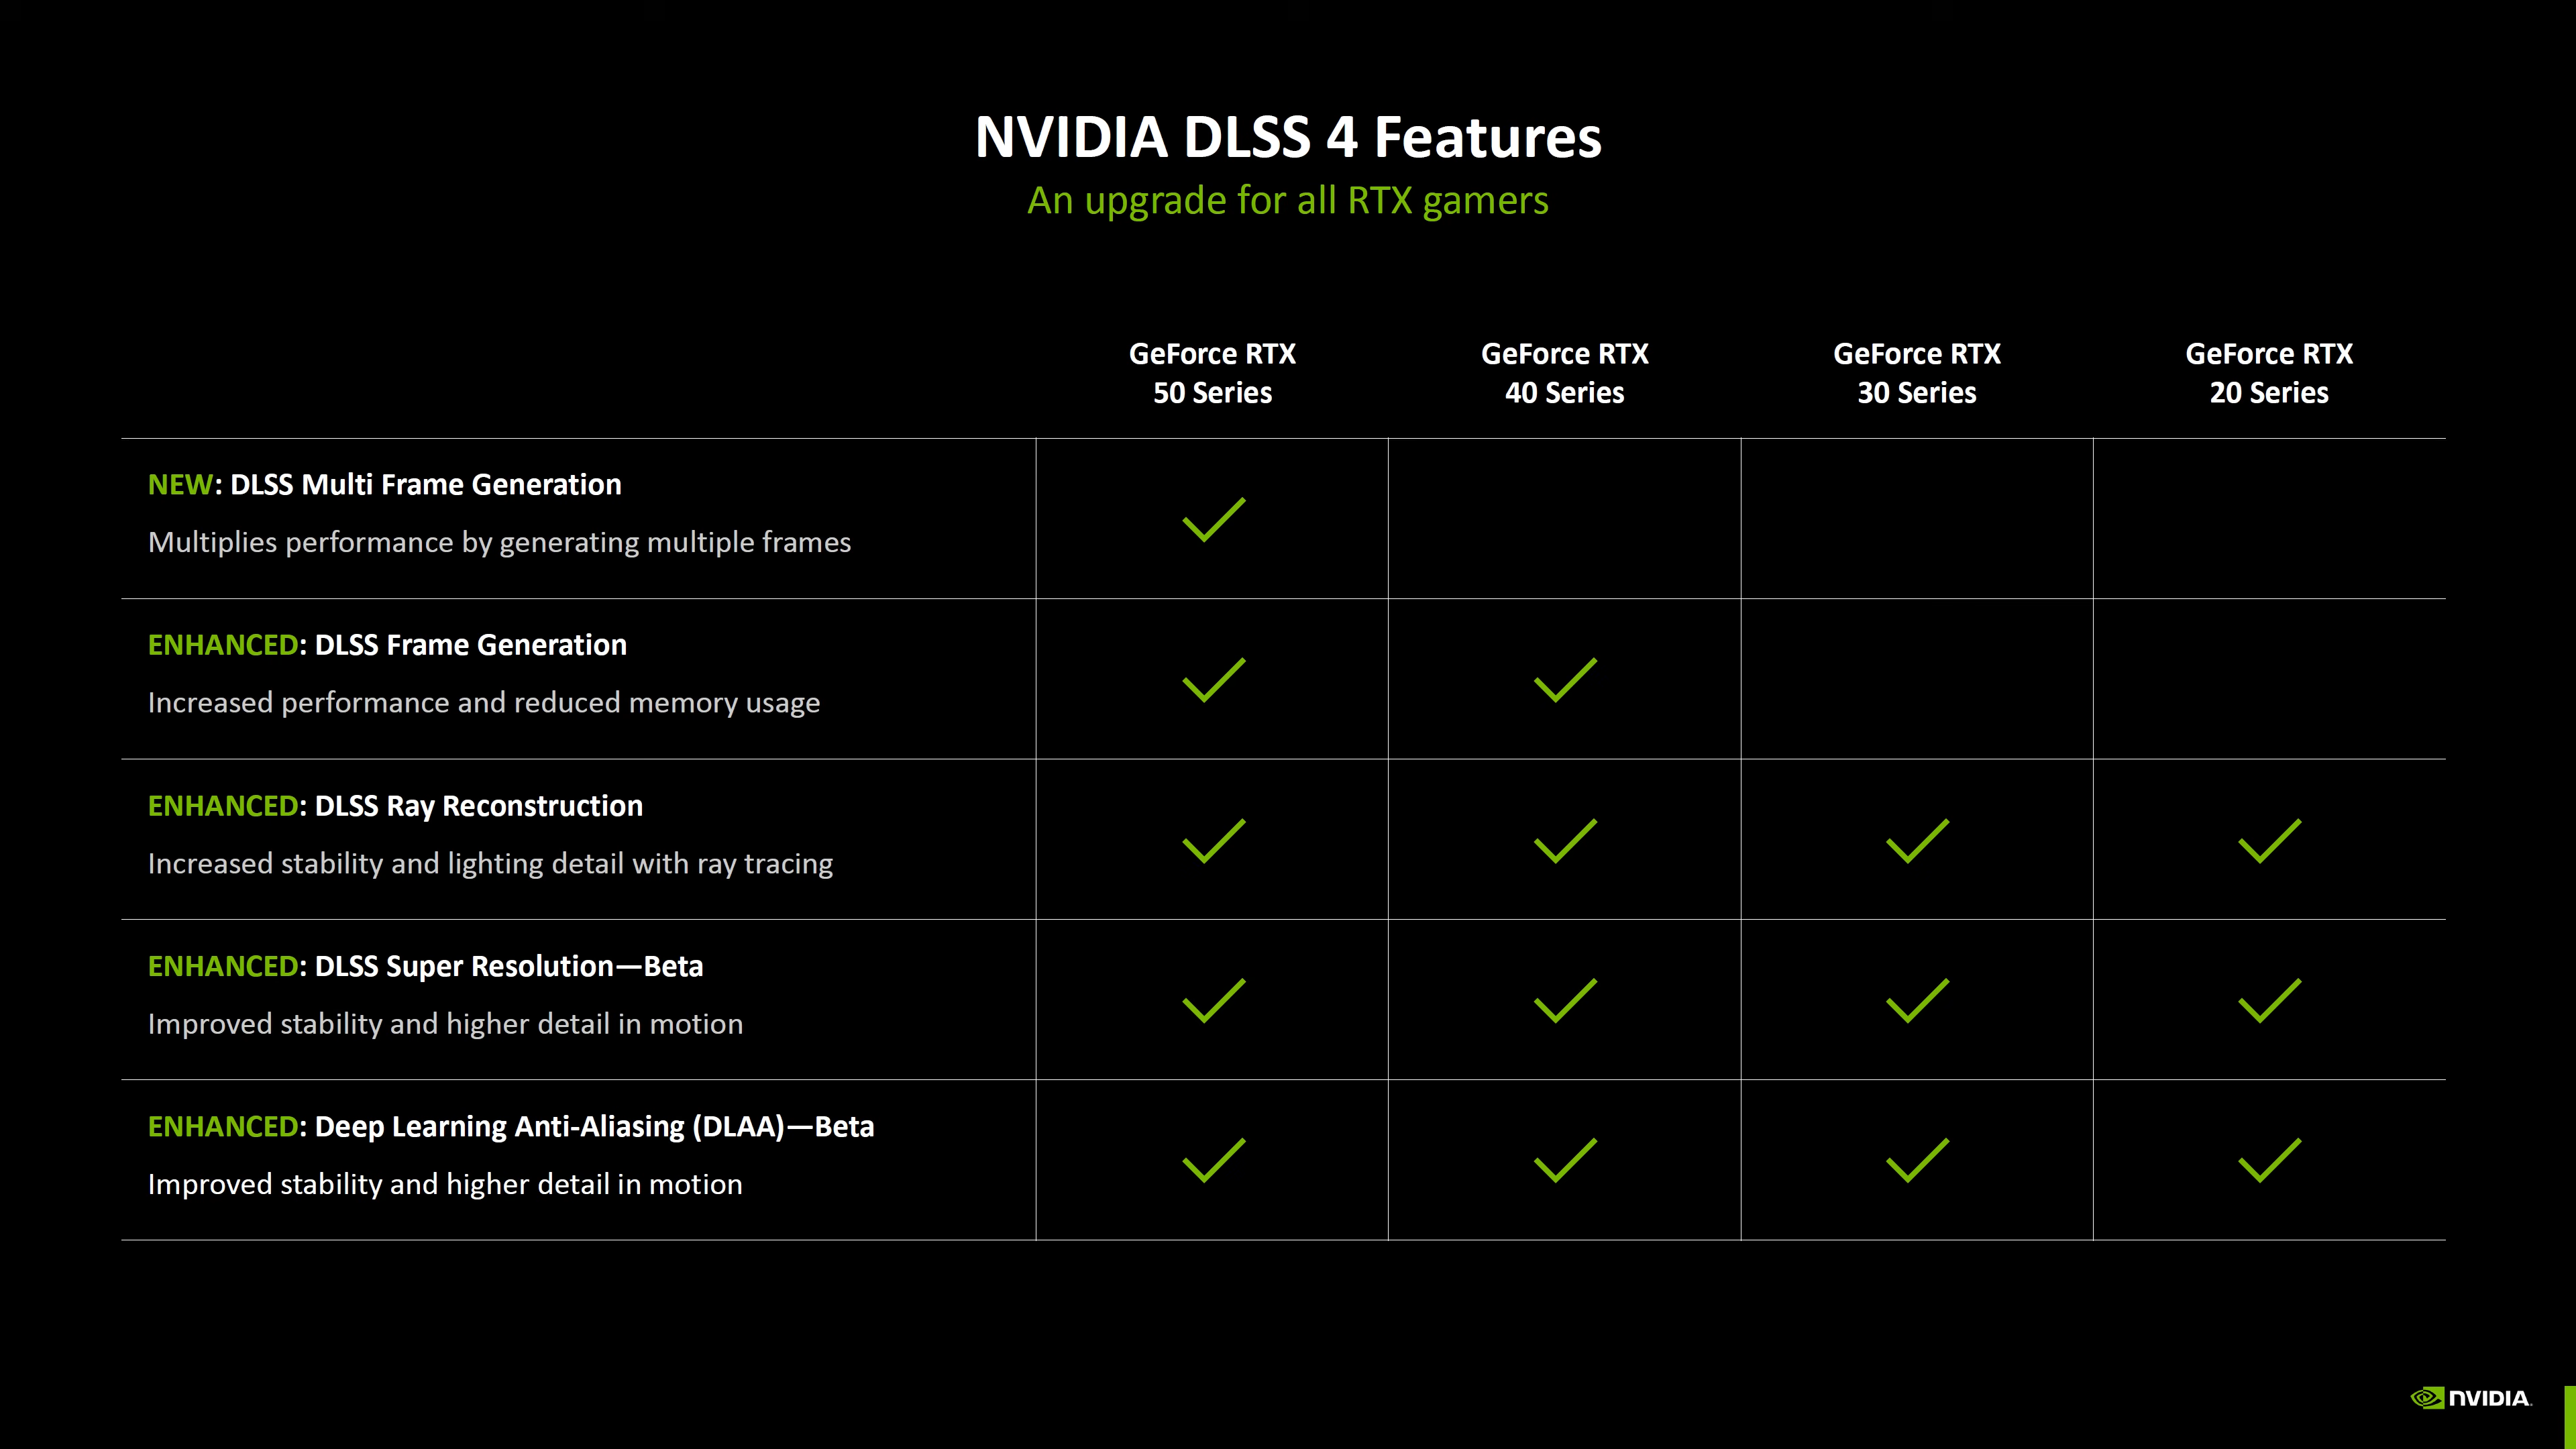 NVIDIA DLSS 4 Features
An upgrade for all RTX gamers
GeForce RTX
50 Series
GeForce RTX
40 Series
GeForce RTX
30 Series
GeForce RTX
20 Series
NEW: DLSS Multi Frame Generation
Multiplies performance by generating multiple frames
ENHANCED: DLSS Frame Generation
Increased performance and reduced memory usage
ENHANCED: DLSS Ray Reconstruction
Increased stability and lighting detail with ray tracing
ENHANCED: DLSS Super Resolution—Beta
Improved stability and higher detail in motion
ENHANCED: Deep Learning Anti-Aliasing (DLAA)—Beta
Improved stability and higher detail in motion
NVIDIA.